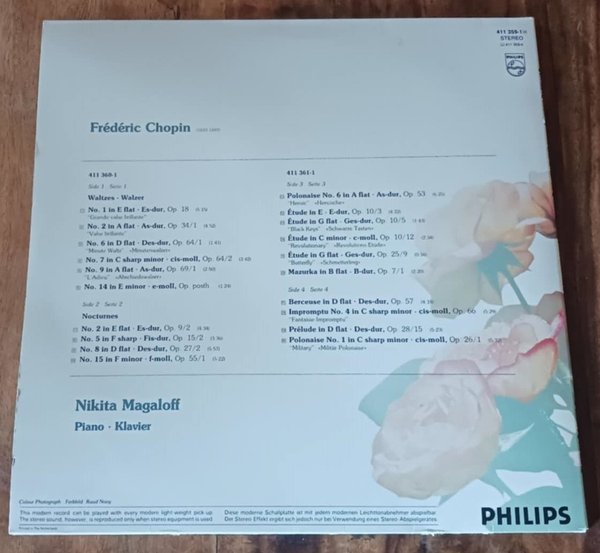 411 359-1
STEREO
PHILIPS
Frédéric Chopin
411 360-1
Side 1 Seite 1
Waltzes · Walzer
No. 1 in E flat · Es-dur, Op. 18
"Grande valse brillante"
No. 2 in A flat · As-dur, Op. 34/1
"Valse brillante"
No. 6 in D flat · Des-dur, Op. 64/1
"Minute Waltz" · »Minutenwalzer«
No. 7 in C sharp minor · cis-moll, Op. 64/2
No. 9 in A flat · As-dur, Op. 69/1
"L'Adieu" · »Abschiedswalzer«
No. 14 in E minor · e-moll, Op. posth
Side 2 Seite 2
Nocturnes
No. 2 in E flat · Es-dur, Op. 9/2
No. 5 in F sharp · Fis-dur, Op. 15/2
No. 8 in D flat · Des-dur, Op. 27/2
No. 15 in F minor · f-moll, Op. 55/1
411 361-1
Side 3 Seite 3
Polonaise No. 6 in A flat · As-dur, Op. 53
"Heroic" »Heroische«
Étude in E · E-dur, Op. 10/3
Étude in G flat · Ges-dur, Op. 10/5
"Black Keys" »Schwarze Tasten«
Étude in C minor · c-moll, Op. 10/12
"Revolutionary" »Revolutions-Etüde«
Étude in G flat · Ges-dur, Op. 25/9
"Butterfly" »Schmetterling«
Mazurka in B flat · B-dur, Op. 7/1
Side 4 Seite 4
Berceuse in D flat · Des-dur, Op. 57
Impromptu No. 4 in C sharp minor · cis-moll, Op. 66
"Fantaisie-Impromptu"
Prélude in D flat · Des-dur, Op. 28/15
Polonaise No. 1 in C sharp minor · cis-moll, Op. 26/1
"Military" »Militär Polonaise«
Nikita Magaloff
Piano · Klavier
Colour Photograph Farbbild
This modern record can be played with every modern light-weight pick-up.
The stereo sound, however, is reproduced only when stereo equipment is used.
Diese moderne Schallplatte ist mit jedem modernen Leichttonabnehmer abspielbar.
Der Stereo Effekt ergibt sich jedoch nur bei Verwendung eines Stereo-Abspielgerätes.
PHILIPS